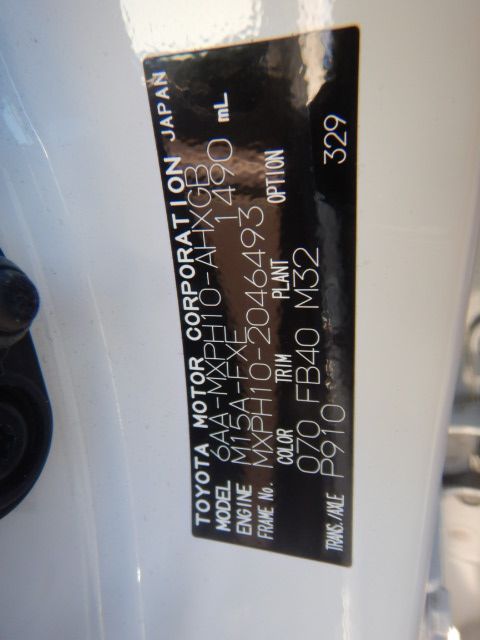 TOYOTA MOTOR CORPORATION JAPAN
MODEL 6AA-MXPH10-AHXGB
ENGINE M15A-FXE 1490 mL
FRAME No. MXPH10-2046493
COLOR TRIM PLANT OPTION
070 FB40 M32
TRANS./AXLE P910 329